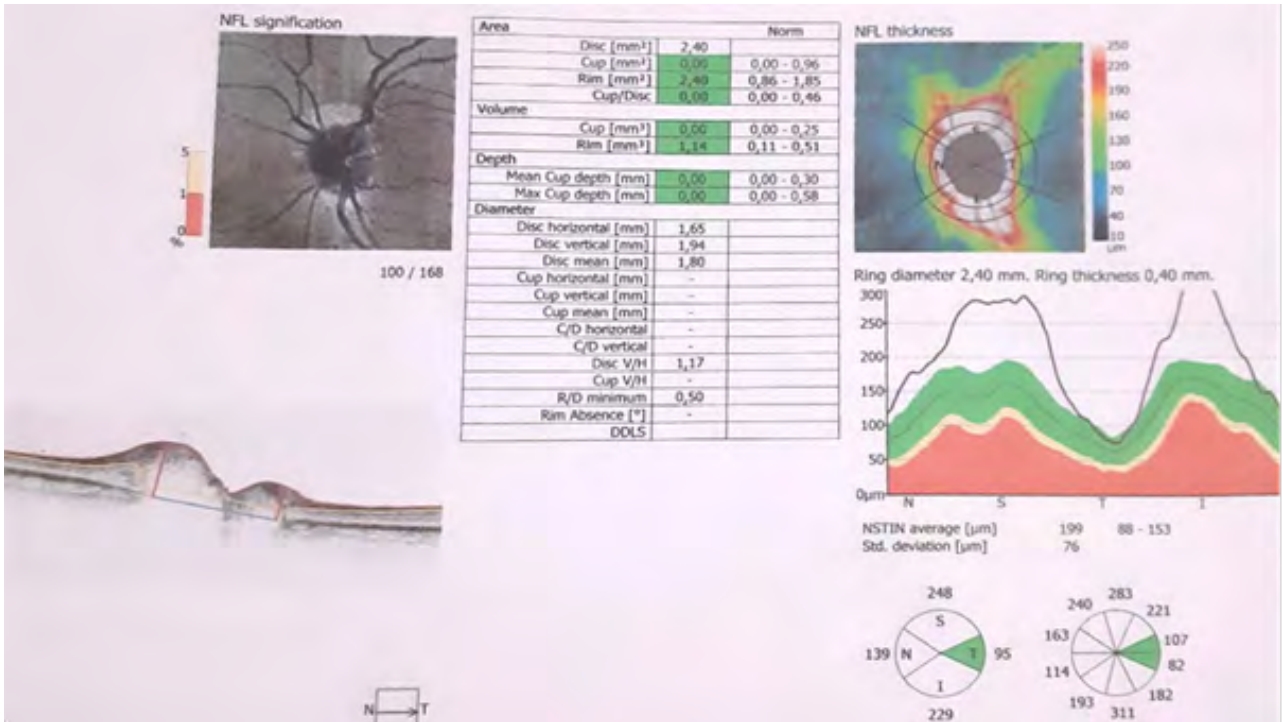 NFL signification
5
1
0
%
100 / 168
N T
Area Norm
Disc [mm²] 2,40
Cup [mm²] 0,00 0,00 - 0,96
Rim [mm²] 2,40 0,86 - 1,85
Cup/Disc 0,00 0,00 - 0,46
Volume
Cup [mm³] 0,00 0,00 - 0,25
Rim [mm³] 1,14 0,11 - 0,51
Depth
Mean Cup depth [mm] 0,00 0,00 - 0,30
Max Cup depth [mm] 0,00 0,00 - 0,58
Diameter
Disc horizontal [mm] 1,65
Disc vertical [mm] 1,94
Disc mean [mm] 1,80
Cup horizontal [mm] -
Cup vertical [mm] -
Cup mean [mm] -
C/D horizontal -
C/D vertical -
Disc V/H 1,17
Cup V/H -
R/D minimum 0,50
Rim Absence [°] -
DDLS
NFL thickness
N T
250
220
190
160
130
100
70
40
10
µm
Ring diameter 2,40 mm. Ring thickness 0,40 mm.
300
250
200
150
100
50
0µm
N S T I
NSTIN average [µm] 199 88 - 153
Std. deviation [µm] 76
248
S
139 N T 95
I
229
283
240 221
163 107
114 82
193 182
311